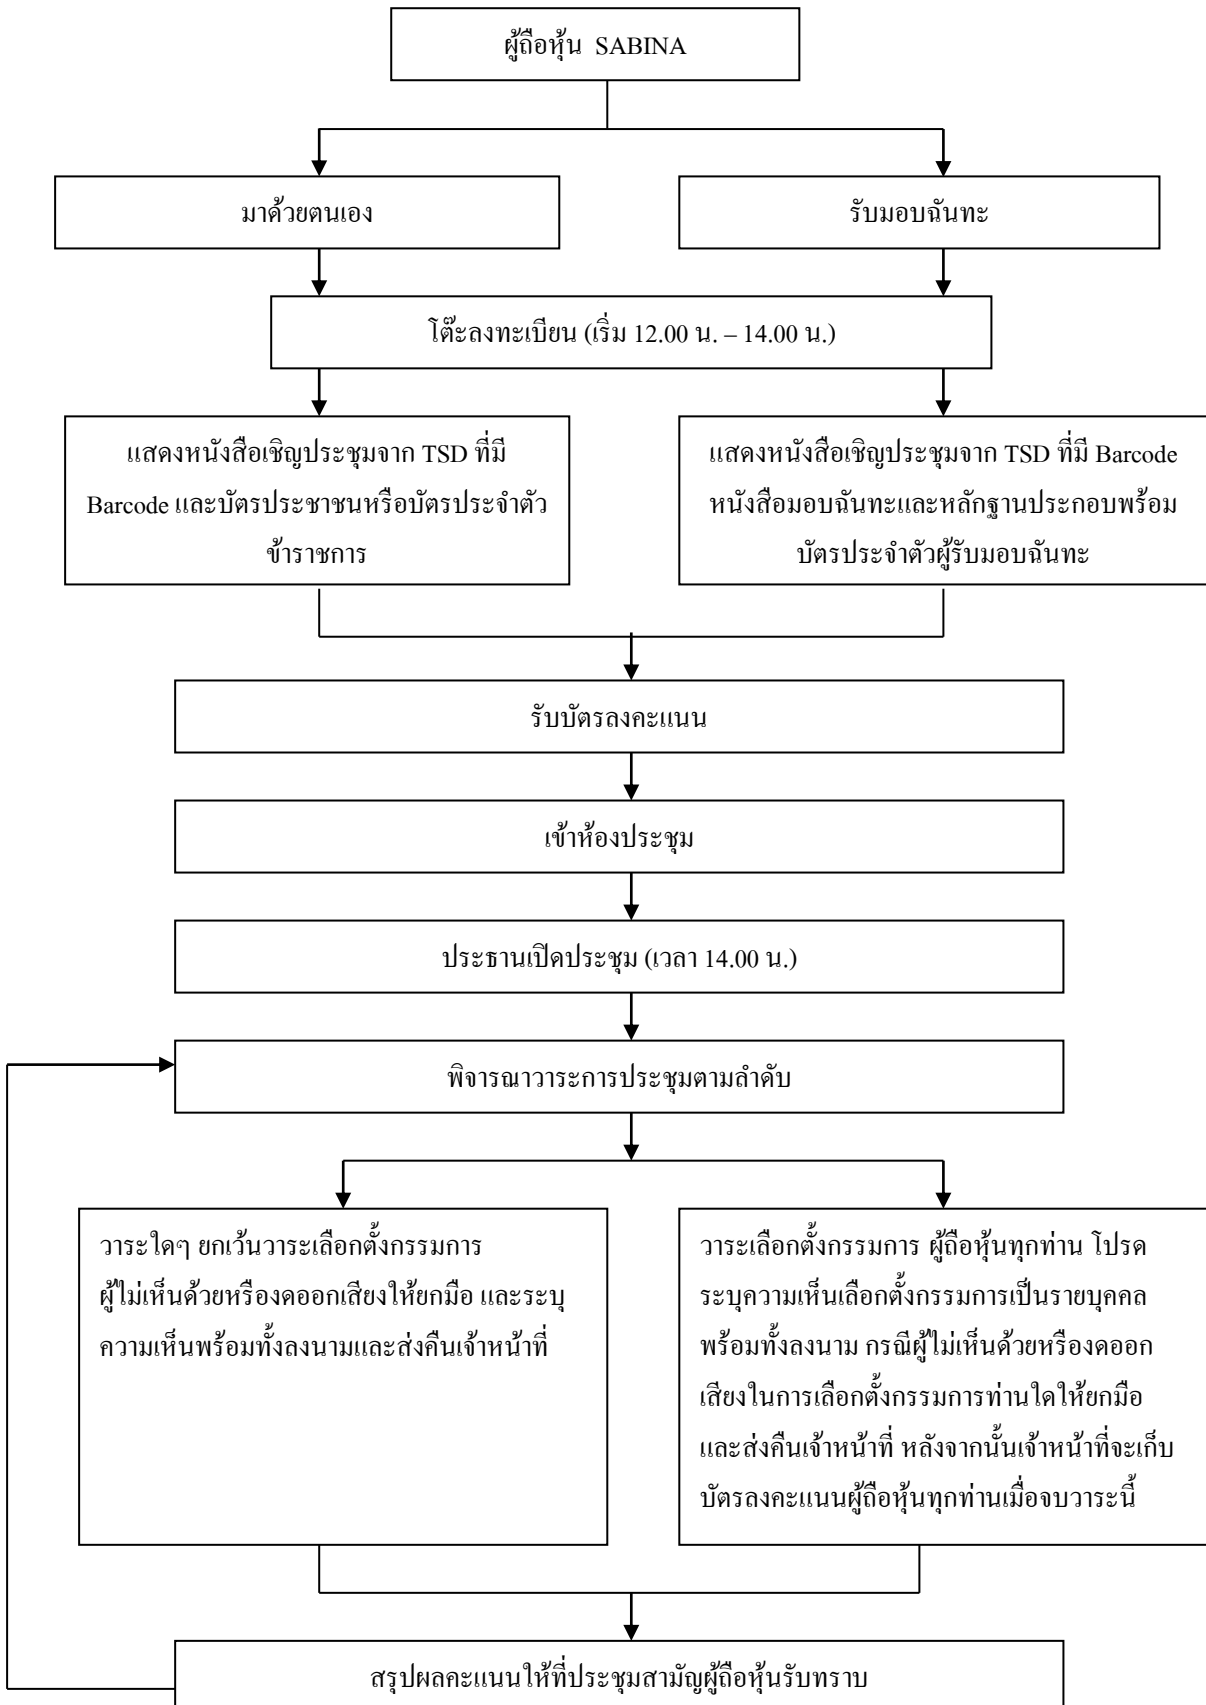 ผู้ถือหุ้น SABINA
มาด้วยตนเอง
รับมอบฉันทะ
โต๊ะลงทะเบียน (เริ่ม 12.00 น. – 14.00 น.)
แสดงหนังสือเชิญประชุมจาก TSD ที่มี
Barcode และบัตรประชาชนหรือบัตรประจำตัว
ข้าราชการ
แสดงหนังสือเชิญประชุมจาก TSD ที่มี Barcode
หนังสือมอบฉันทะและหลักฐานประกอบพร้อม
บัตรประจำตัวผู้รับมอบฉันทะ
รับบัตรลงคะแนน
เข้าห้องประชุม
ประธานเปิดประชุม (เวลา 14.00 น.)
พิจารณาวาระการประชุมตามลำดับ
วาระใดๆ ยกเว้นวาระเลือกตั้งกรรมการ
ผู้ไม่เห็นด้วยหรืองดออกเสียงให้ยกมือ และระบุ
ความเห็นพร้อมทั้งลงนามและส่งคืนเจ้าหน้าที่
วาระเลือกตั้งกรรมการ ผู้ถือหุ้นทุกท่าน โปรด
ระบุความเห็นเลือกตั้งกรรมการเป็นรายบุคคล
พร้อมทั้งลงนาม กรณีผู้ไม่เห็นด้วยหรืองดออก
เสียงในการเลือกตั้งกรรมการท่านใดให้ยกมือ
และส่งคืนเจ้าหน้าที่ หลังจากนั้นเจ้าหน้าที่จะเก็บ
บัตรลงคะแนนผู้ถือหุ้นทุกท่านเมื่อจบวาระนี้
สรุปผลคะแนนให้ที่ประชุมสามัญผู้ถือหุ้นรับทราบ